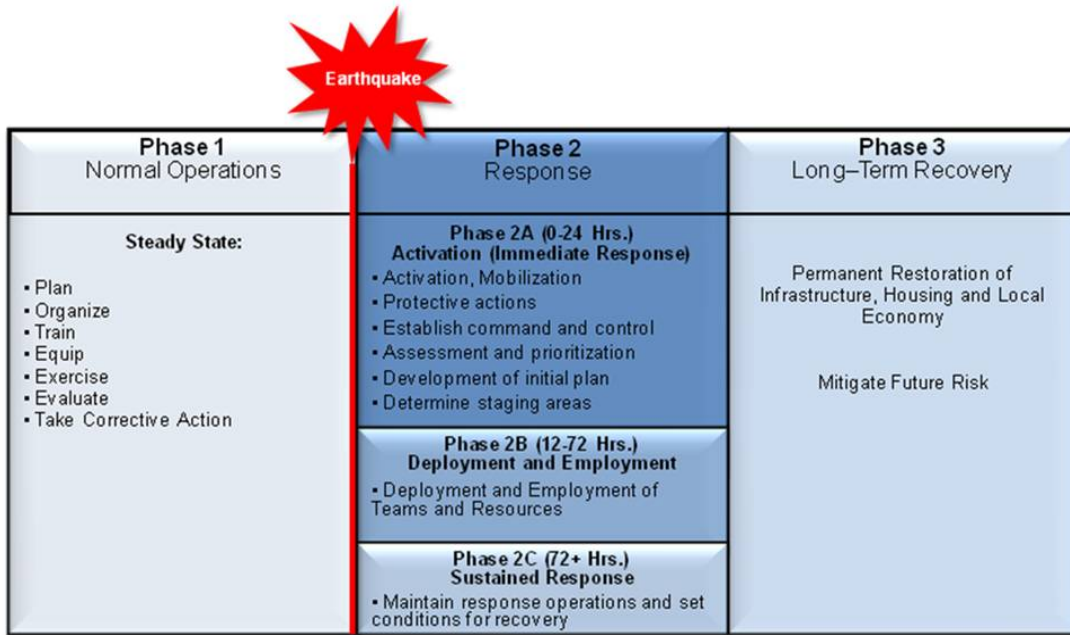 Earthquake
Phase 1
Normal Operations
Steady State:
▪ Plan
▪ Organize
▪ Train
▪ Equip
▪ Exercise
▪ Evaluate
▪ Take Corrective Action
Phase 2
Response
Phase 2A (0-24 Hrs.)
Activation (Immediate Response)
▪ Activation, Mobilization
▪ Protective actions
▪ Establish command and control
▪ Assessment and prioritization
▪ Development of initial plan
▪ Determine staging areas
Phase 2B (12-72 Hrs.)
Deployment and Employment
▪ Deployment and Employment of
Teams and Resources
Phase 2C (72+ Hrs.)
Sustained Response
▪ Maintain response operations and set
conditions for recovery
Phase 3
Long–Term Recovery
Permanent Restoration of
Infrastructure, Housing and Local
Economy
Mitigate Future Risk